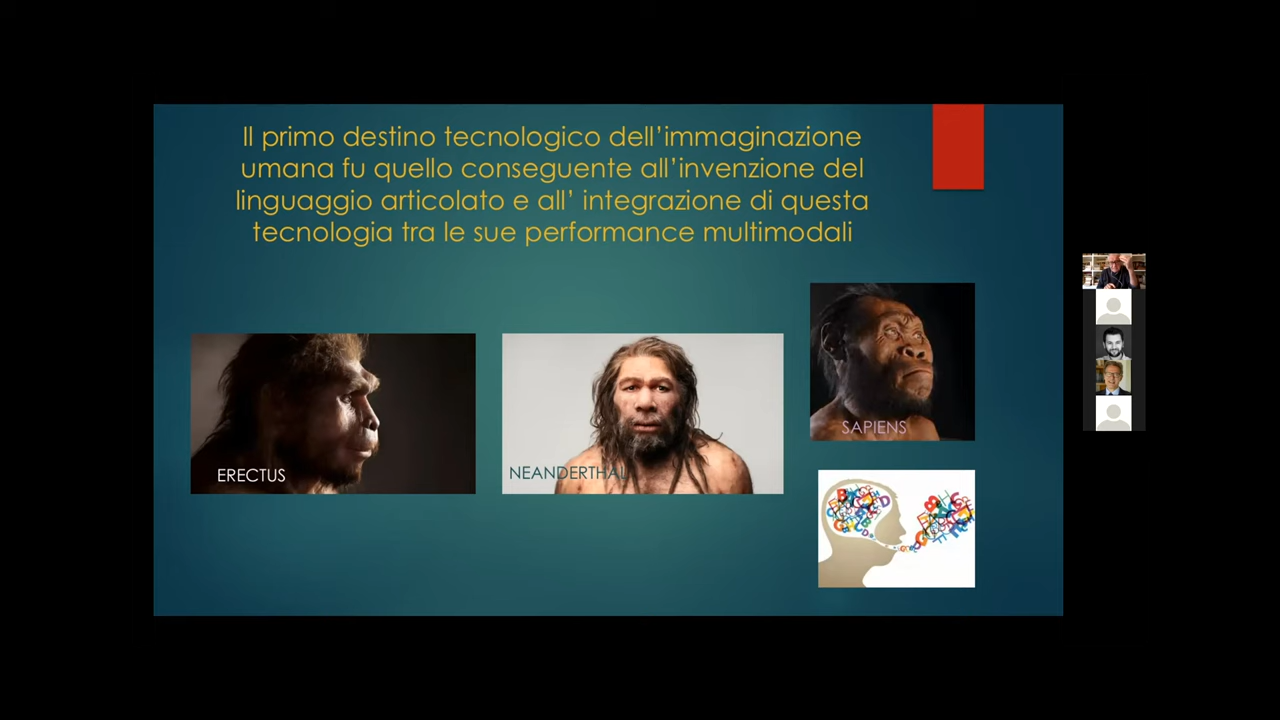 Il primo destino tecnologico dell’immaginazione
umana fu quello conseguente all’invenzione del
linguaggio articolato e all’ integrazione di questa
tecnologia tra le sue performance multimodali
ERECTUS
NEANDERTHAL
SAPIENS